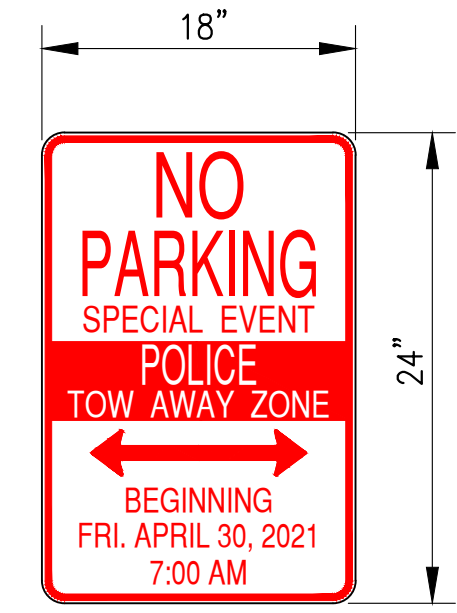 18”
NO
PARKING
SPECIAL EVENT
POLICE
TOW AWAY ZONE
BEGINNING
FRI. APRIL 30, 2021
7:00 AM
24”